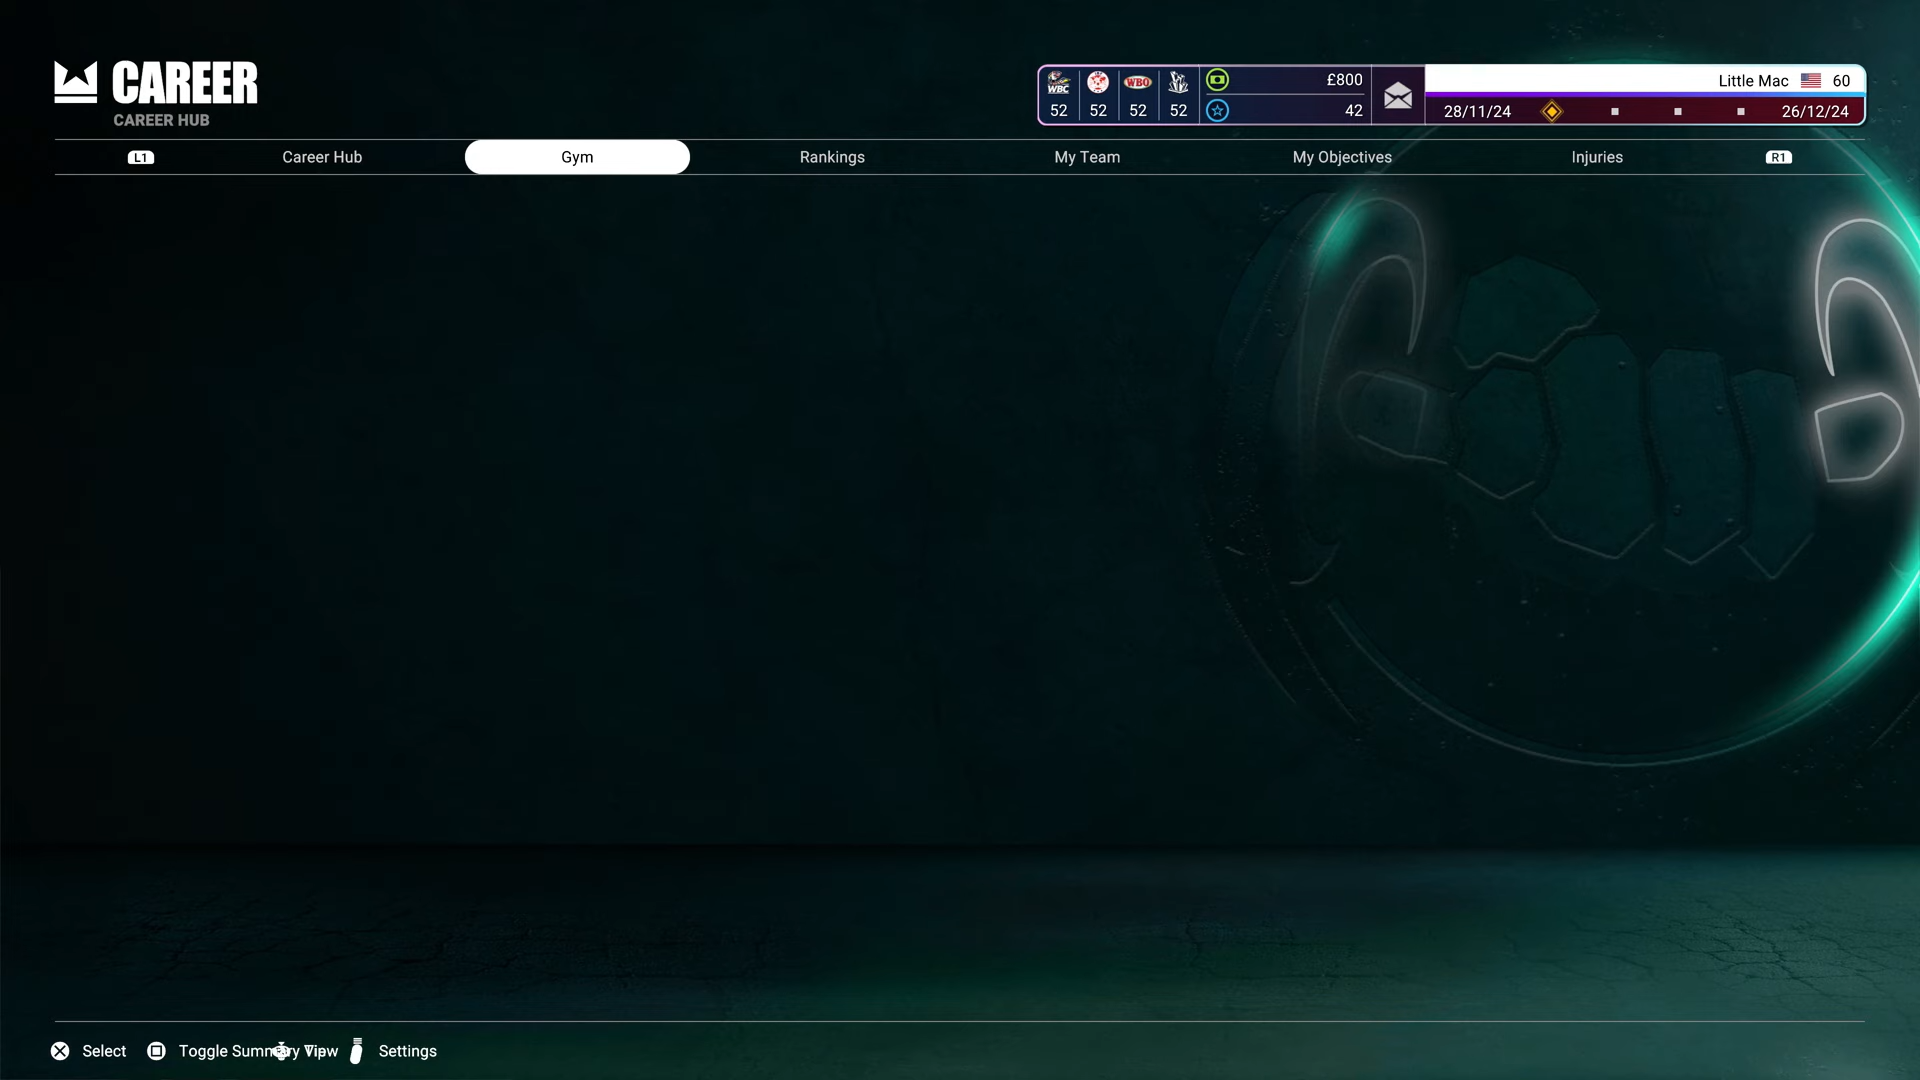 CAREER
CAREER HUB
WBC WBO
52 52 52 52
£800
42
Little Mac 60
28/11/24 26/12/24
L1 Career Hub Gym Rankings My Team My Objectives Injuries R1
Select Toggle Summary View Settings